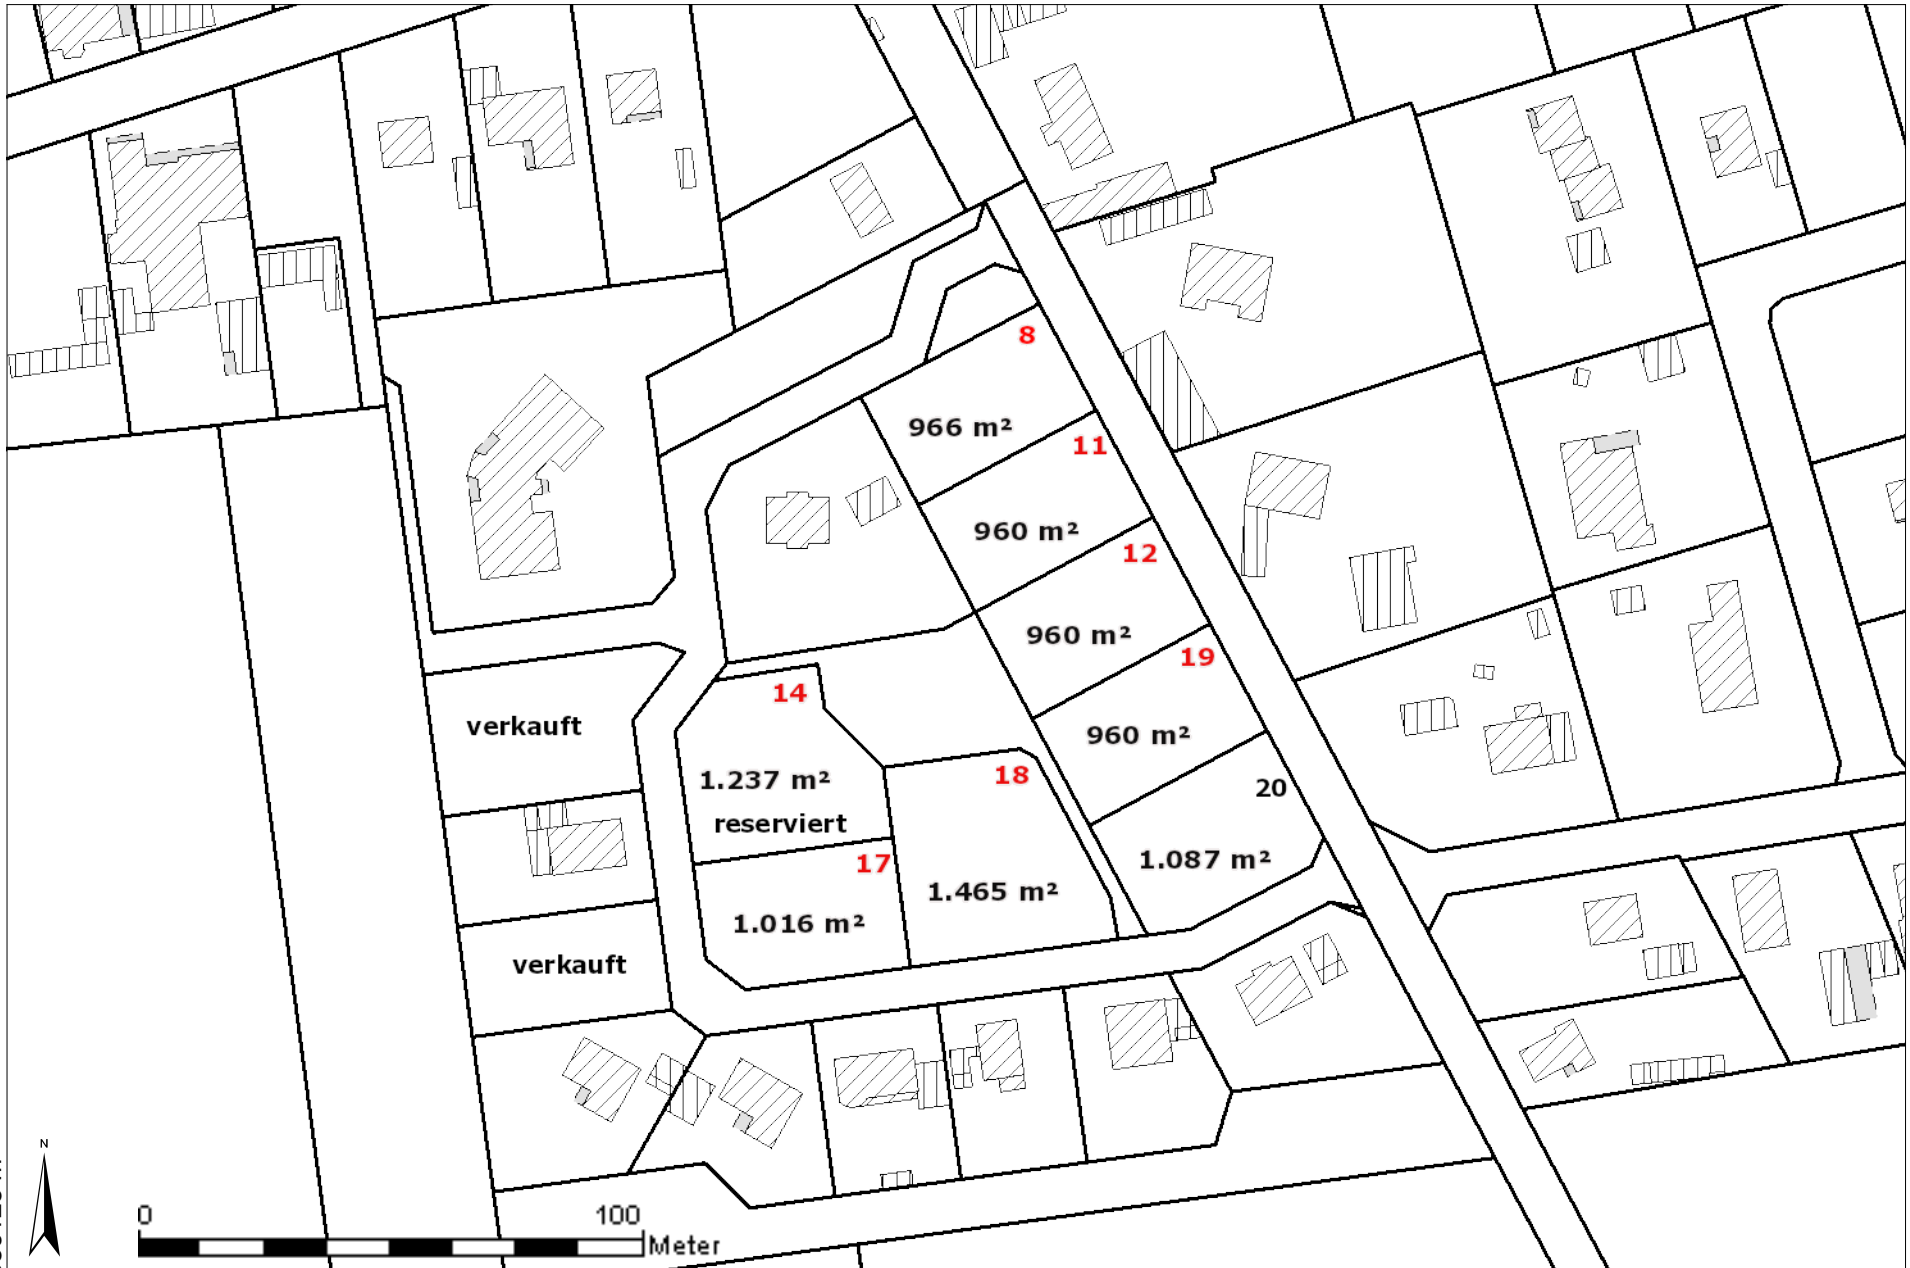 8
966 m²
11
960 m²
12
960 m²
19
960 m²
14
verkauft
18
20
1.237 m²
reserviert
17
1.087 m²
1.465 m²
1.016 m²
verkauft
N
0 100
Meter